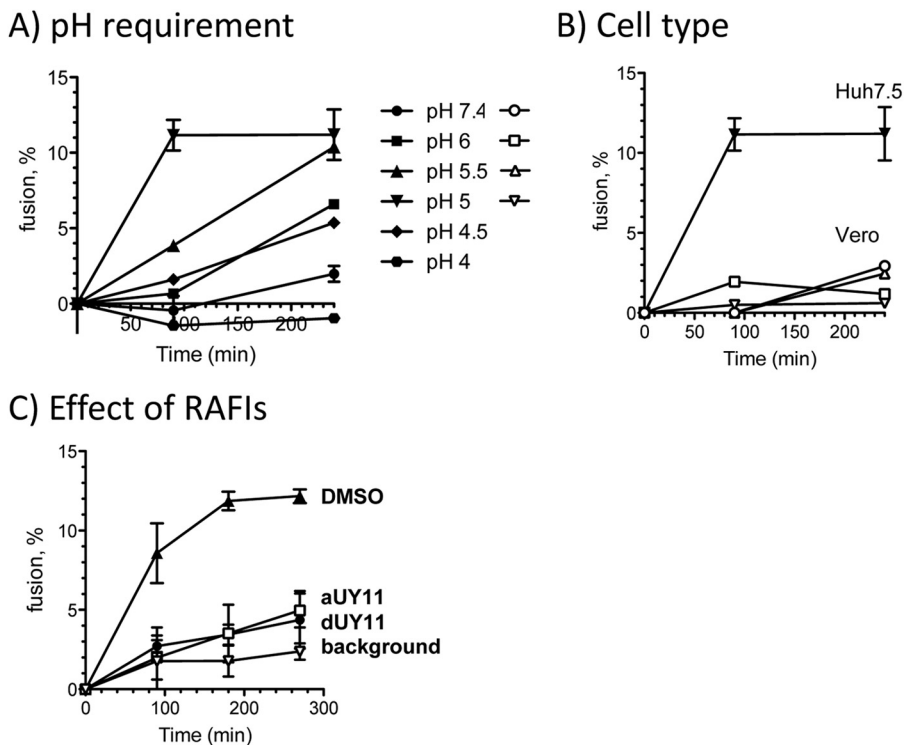 A) pH requirement
B) Cell type
15
10
5
0
fusion, %
50
100
150
200
Time (min)
pH 7.4
pH 6
pH 5.5
pH 5
pH 4.5
pH 4
15
10
5
0
fusion, %
0
50
100
150
200
Time (min)
Huh7.5
Vero
C) Effect of RAFIs
15
10
5
0
fusion, %
0
100
200
300
Time (min)
DMSO
aUY11
dUY11
background